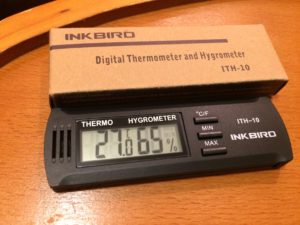 INKBIRD
Digital Thermometer and Hygrometer
ITH-10
THERMO HYGROMETER
°C/F
MIN
MAX
ITH-10
INKBIRD
%